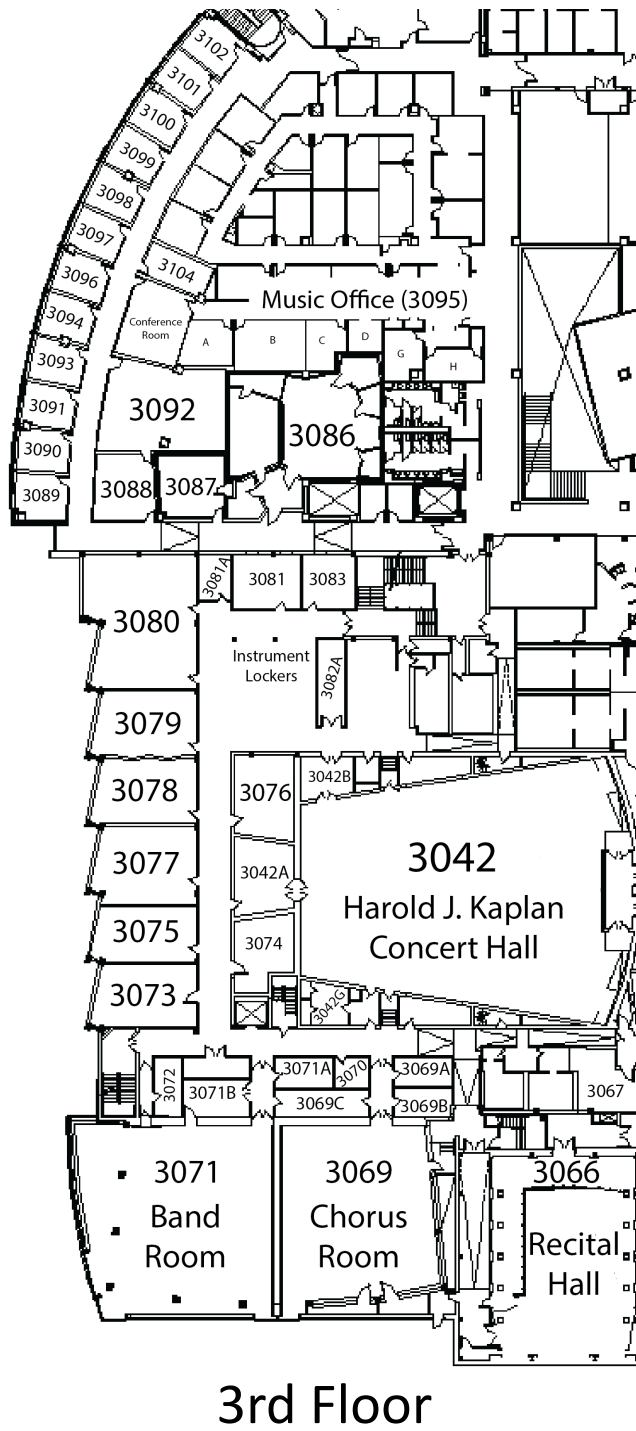 3102
3101
3100
3099
3098
3097
3104
3096
Music Office (3095)
3094
Conference
Room
A
B
C
D
G
H
3093
3091
3092
3086
3090
3089
3088
3087
3081A
3081
3083
3080
Instrument
Lockers
3082A
3079
3078
3076
3042B
3077
3042A
3042
Harold J. Kaplan
Concert Hall
3075
3074
3073
3042G
3072
3071A
3070
3069A
3071B
3069C
3069B
3067
3071
Band
Room
3069
Chorus
Room
3066
Recital
Hall
3rd Floor